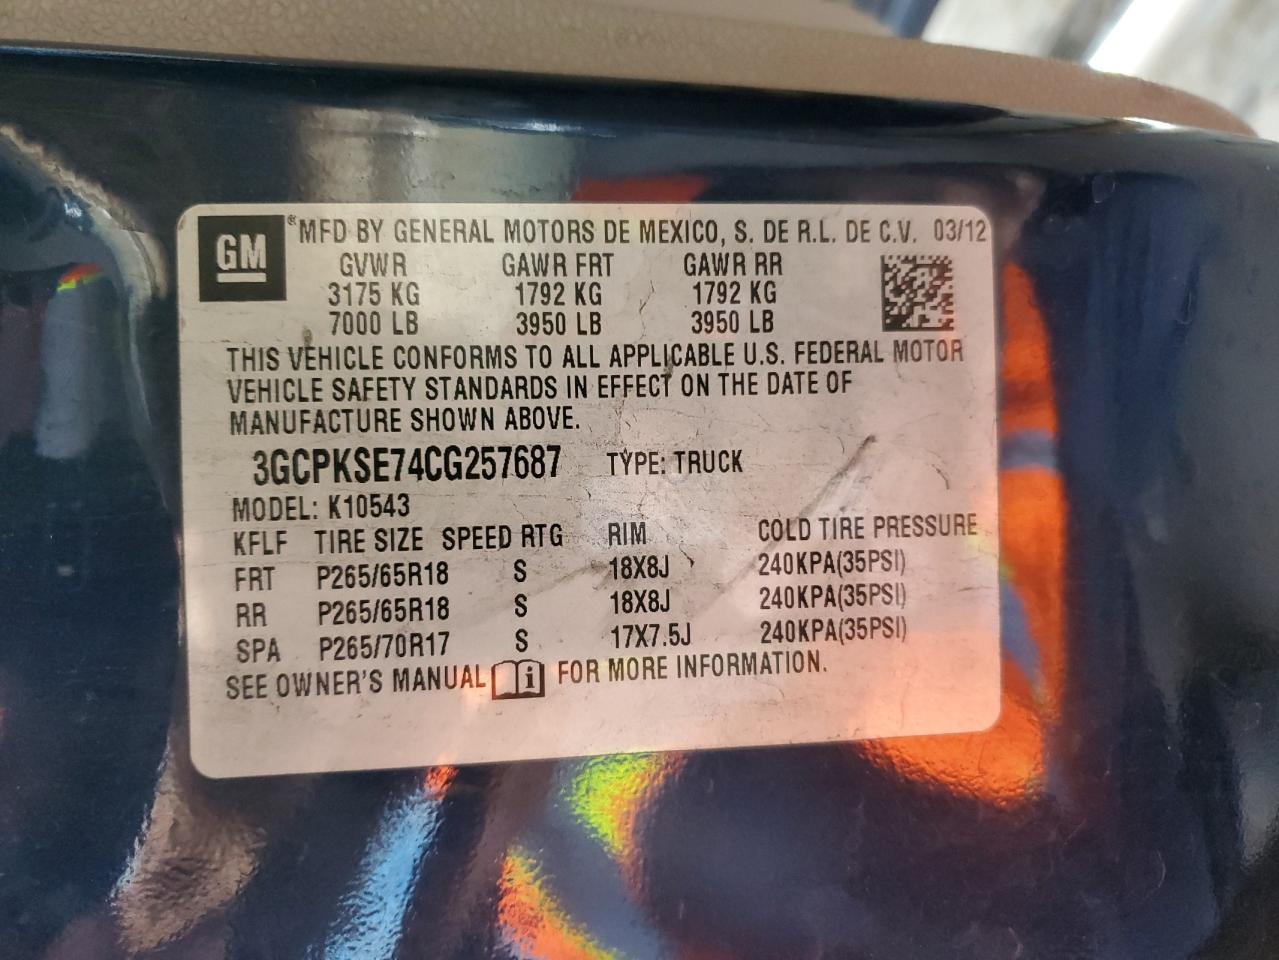 GM ® MFD BY GENERAL MOTORS DE MEXICO, S. DE R.L. DE C.V. 03/12
GVWR GAWR FRT GAWR RR
3175 KG 1792 KG 1792 KG
7000 LB 3950 LB 3950 LB
THIS VEHICLE CONFORMS TO ALL APPLICABLE U.S. FEDERAL MOTOR
VEHICLE SAFETY STANDARDS IN EFFECT ON THE DATE OF
MANUFACTURE SHOWN ABOVE.
3GCPKSE74CG257687 TYPE: TRUCK
MODEL: K10543
KFLF TIRE SIZE SPEED RTG RIM COLD TIRE PRESSURE
FRT P265/65R18 S 18X8J 240KPA(35PSI)
RR P265/65R18 S 18X8J 240KPA(35PSI)
SPA P265/70R17 S 17X7.5J 240KPA(35PSI)
SEE OWNER'S MANUAL i FOR MORE INFORMATION.